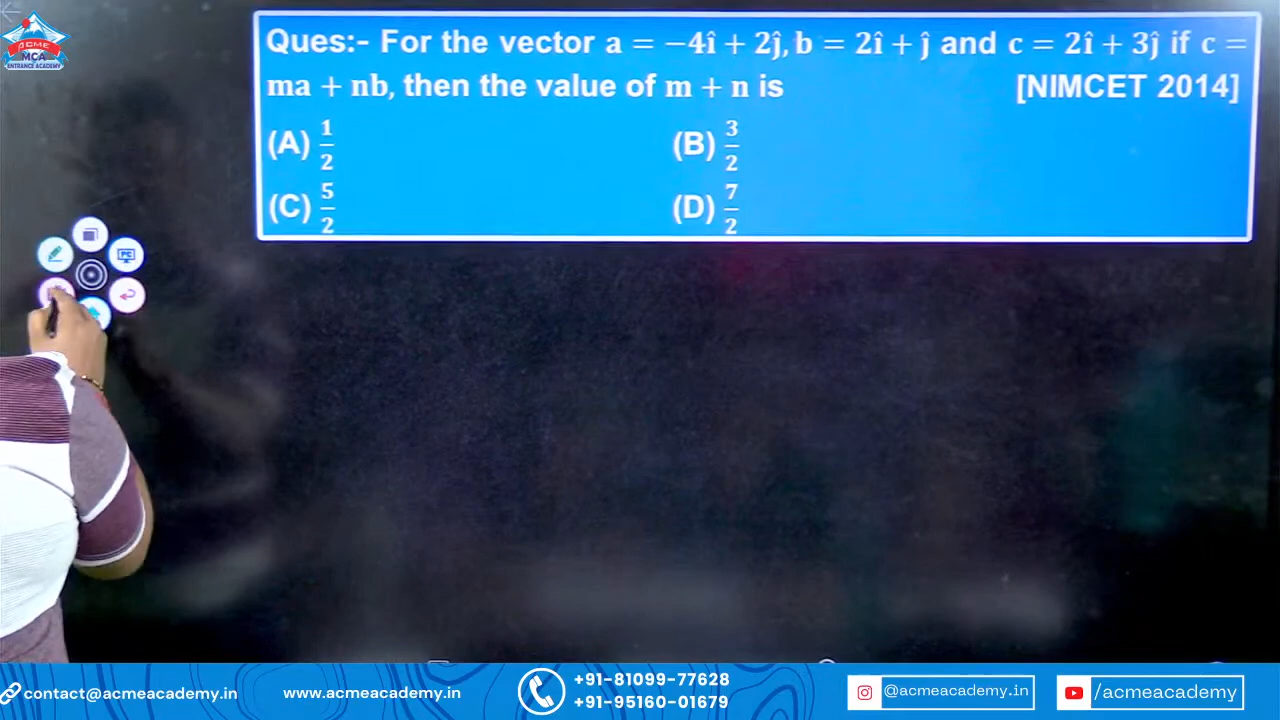 ACME
MCA
ENTRANCE ACADEMY
Ques:- For the vector a = −4î + 2ĵ, b = 2î + ĵ and c = 2î + 3ĵ if c =
ma + nb, then the value of m + n is [NIMCET 2014]
(A) 1/2 (B) 3/2
(C) 5/2 (D) 7/2
PC
contact@acmeacademy.in www.acmeacademy.in +91-81099-77628
+91-95160-01679 @acmeacademy.in /acmeacademy